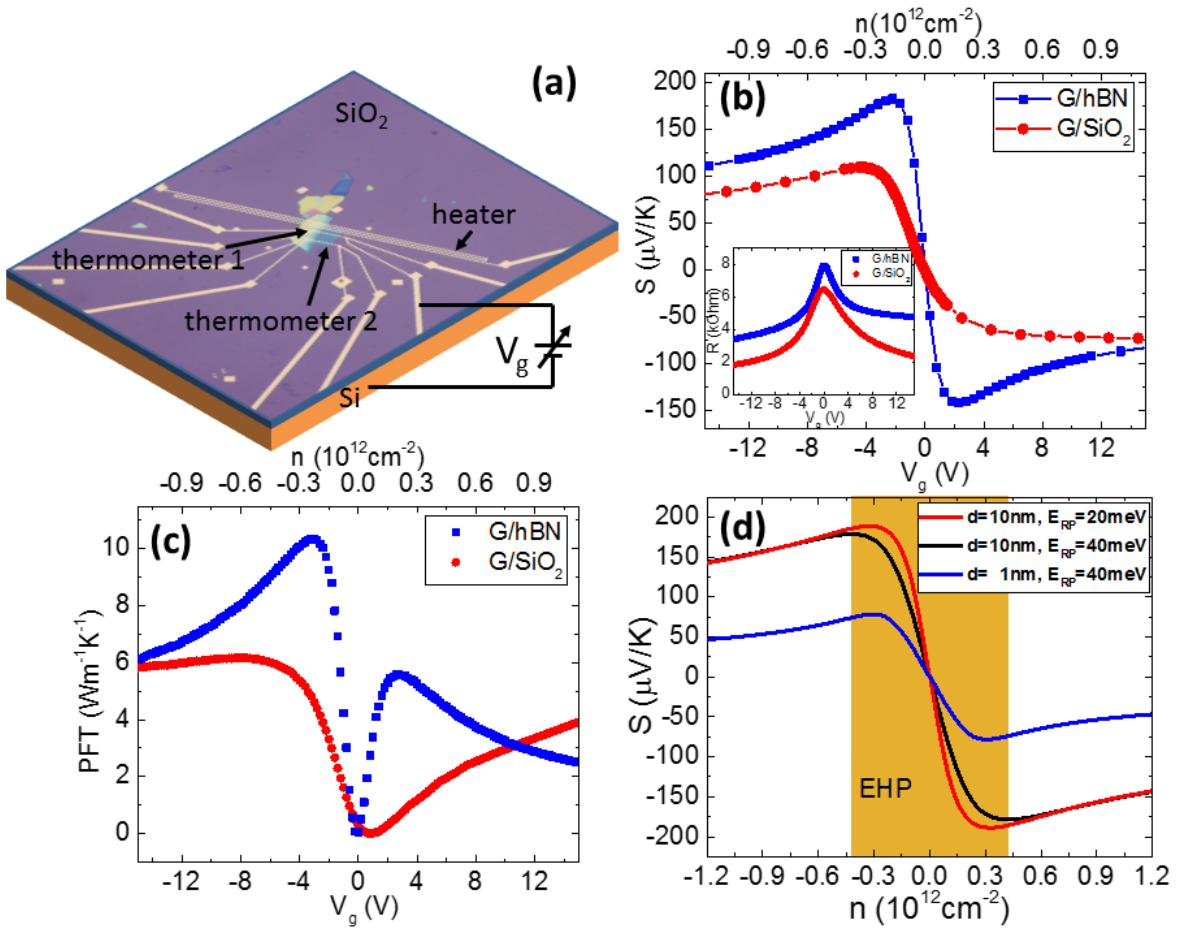 (a)
SiO₂
heater
thermometer 1
thermometer 2
V_g
Si
n(10¹²cm⁻²)
-0.9 -0.6 -0.3 0.0 0.3 0.6 0.9
(b)
G/hBN
G/SiO₂
S (μV/K)
200
150
100
50
0
-50
-100
-150
G/hBN
G/SiO₂
R (kOhm)
8
6
4
2
0
-12 -8 -4 0 4 8 12
V_g (V)
-12 -8 -4 0 4 8 12
V_g (V)
n (10¹²cm⁻²)
-0.9 -0.6 -0.3 0.0 0.3 0.6 0.9
(c)
G/hBN
G/SiO₂
PFT (Wm⁻¹K⁻¹)
10
8
6
4
2
0
-12 -8 -4 0 4 8 12
V_g (V)
(d)
d=10nm, E_RP=20meV
d=10nm, E_RP=40meV
d= 1nm, E_RP=40meV
S (μV/K)
200
150
100
50
0
-50
-100
-150
-200
EHP
-1.2 -0.9 -0.6 -0.3 0.0 0.3 0.6 0.9 1.2
n (10¹²cm⁻²)